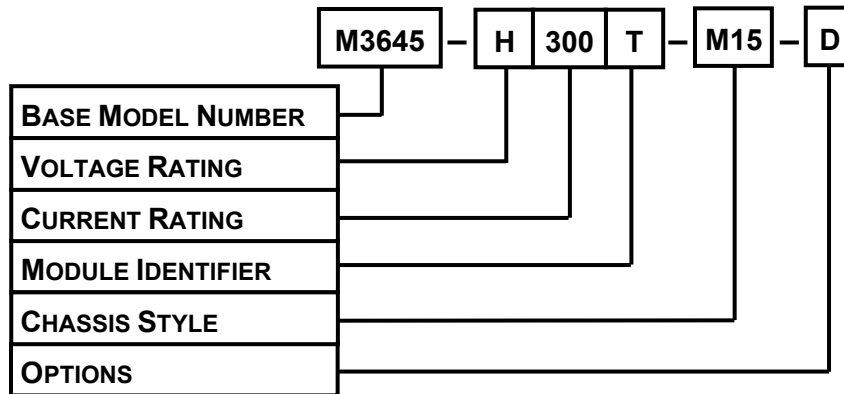 M3645 – H 300 T – M15 – D
BASE MODEL NUMBER
VOLTAGE RATING
CURRENT RATING
MODULE IDENTIFIER
CHASSIS STYLE
OPTIONS